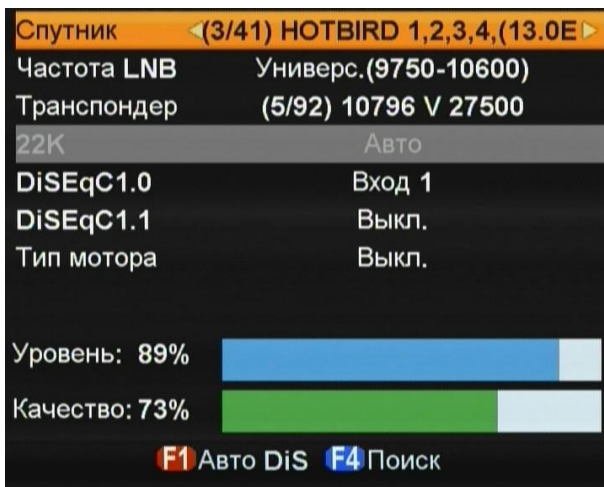 Спутник (3/41) HOTBIRD 1,2,3,4,(13.0E
Частота LNB Универс.(9750-10600)
Транспондер (5/92) 10796 V 27500
22K Авто
DiSEqC1.0 Вход 1
DiSEqC1.1 Выкл.
Тип мотора Выкл.
Уровень: 89%
Качество: 73%
F1 Авто DiS F4 Поиск